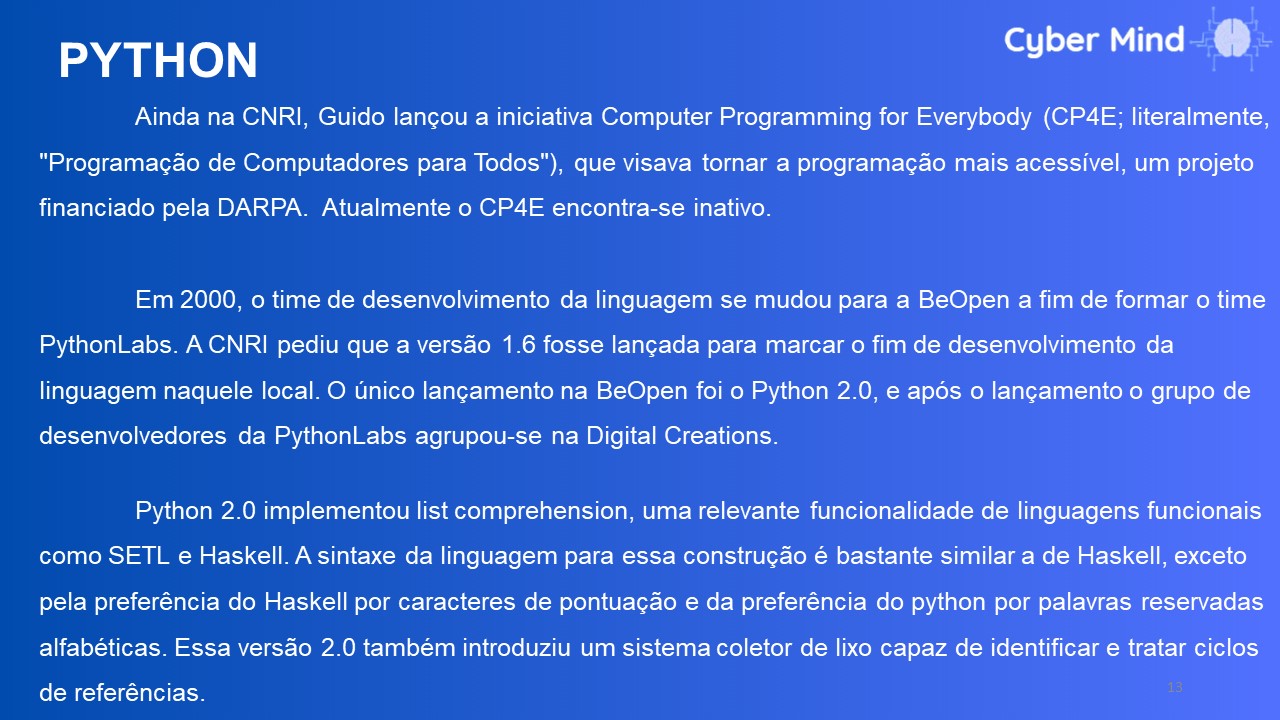 PYTHON
Cyber Mind
Ainda na CNRI, Guido lançou a iniciativa Computer Programming for Everybody (CP4E; literalmente,
"Programação de Computadores para Todos"), que visava tornar a programação mais acessível, um projeto
financiado pela DARPA. Atualmente o CP4E encontra-se inativo.
Em 2000, o time de desenvolvimento da linguagem se mudou para a BeOpen a fim de formar o time
PythonLabs. A CNRI pediu que a versão 1.6 fosse lançada para marcar o fim de desenvolvimento da
linguagem naquele local. O único lançamento na BeOpen foi o Python 2.0, e após o lançamento o grupo de
desenvolvedores da PythonLabs agrupou-se na Digital Creations.
Python 2.0 implementou list comprehension, uma relevante funcionalidade de linguagens funcionais
como SETL e Haskell. A sintaxe da linguagem para essa construção é bastante similar a de Haskell, exceto
pela preferência do Haskell por caracteres de pontuação e da preferência do python por palavras reservadas
alfabéticas. Essa versão 2.0 também introduziu um sistema coletor de lixo capaz de identificar e tratar ciclos
de referências.
13